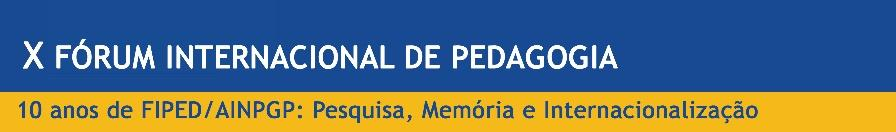 X FÓRUM INTERNACIONAL DE PEDAGOGIA
10 anos de FIPED/AINPGP: Pesquisa, Memória e Internacionalização